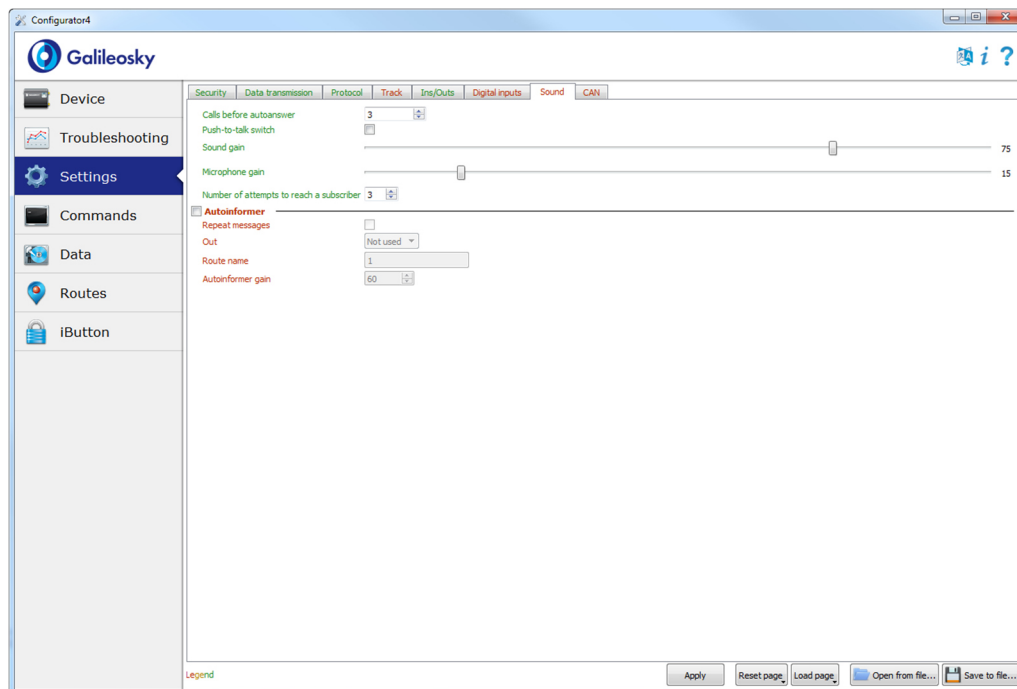 Configurator4
Galileosky
Device
Troubleshooting
Settings
Commands
Data
Routes
iButton
Security Data transmission Protocol Track Ins/Outs Digital inputs Sound CAN
Calls before autoanswer 3
Push-to-talk switch
Sound gain 75
Microphone gain 15
Number of attempts to reach a subscriber 3
Autoinformer
Repeat messages
Out Not used
Route name 1
Autoinformer gain 60
Legend Apply Reset page Load page Open from file... Save to file...